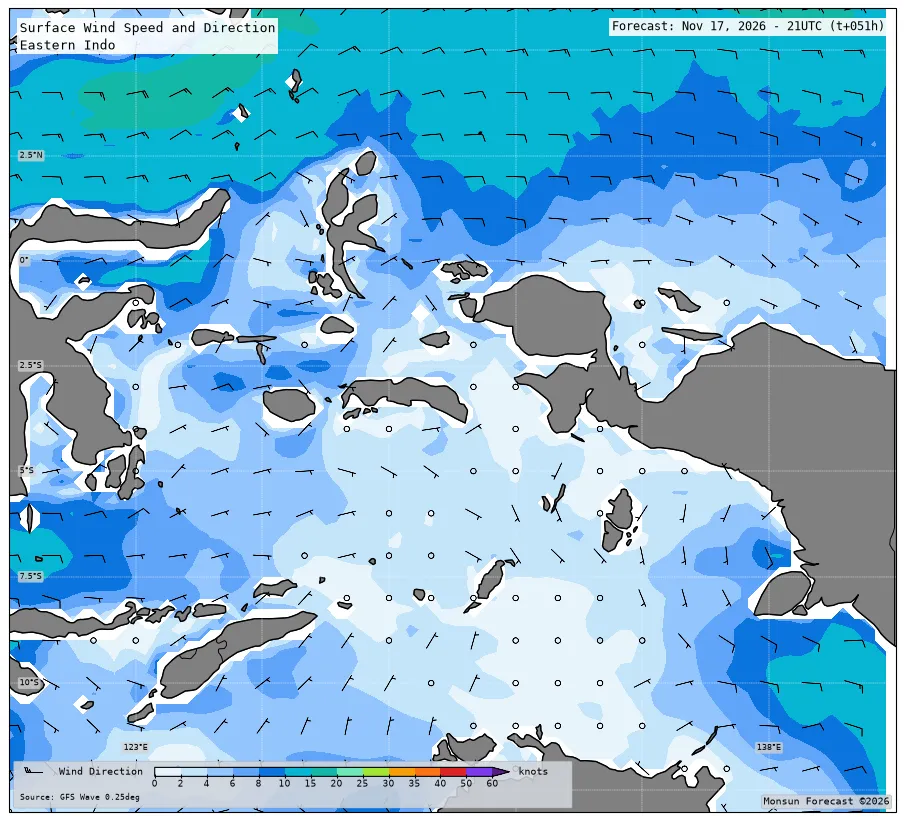 Surface Wind Speed and Direction
Eastern Indo
Forecast: Nov 17, 2026 - 21UTC (t+051h)
2.5°N
0°
2.5°S
5°S
7.5°S
10°S
123°E
138°E
Wind Direction
knots
0 2 4 6 8 10 15 20 25 30 35 40 50 60
Source: GFS Wave 0.25deg
Monsun Forecast ©2026